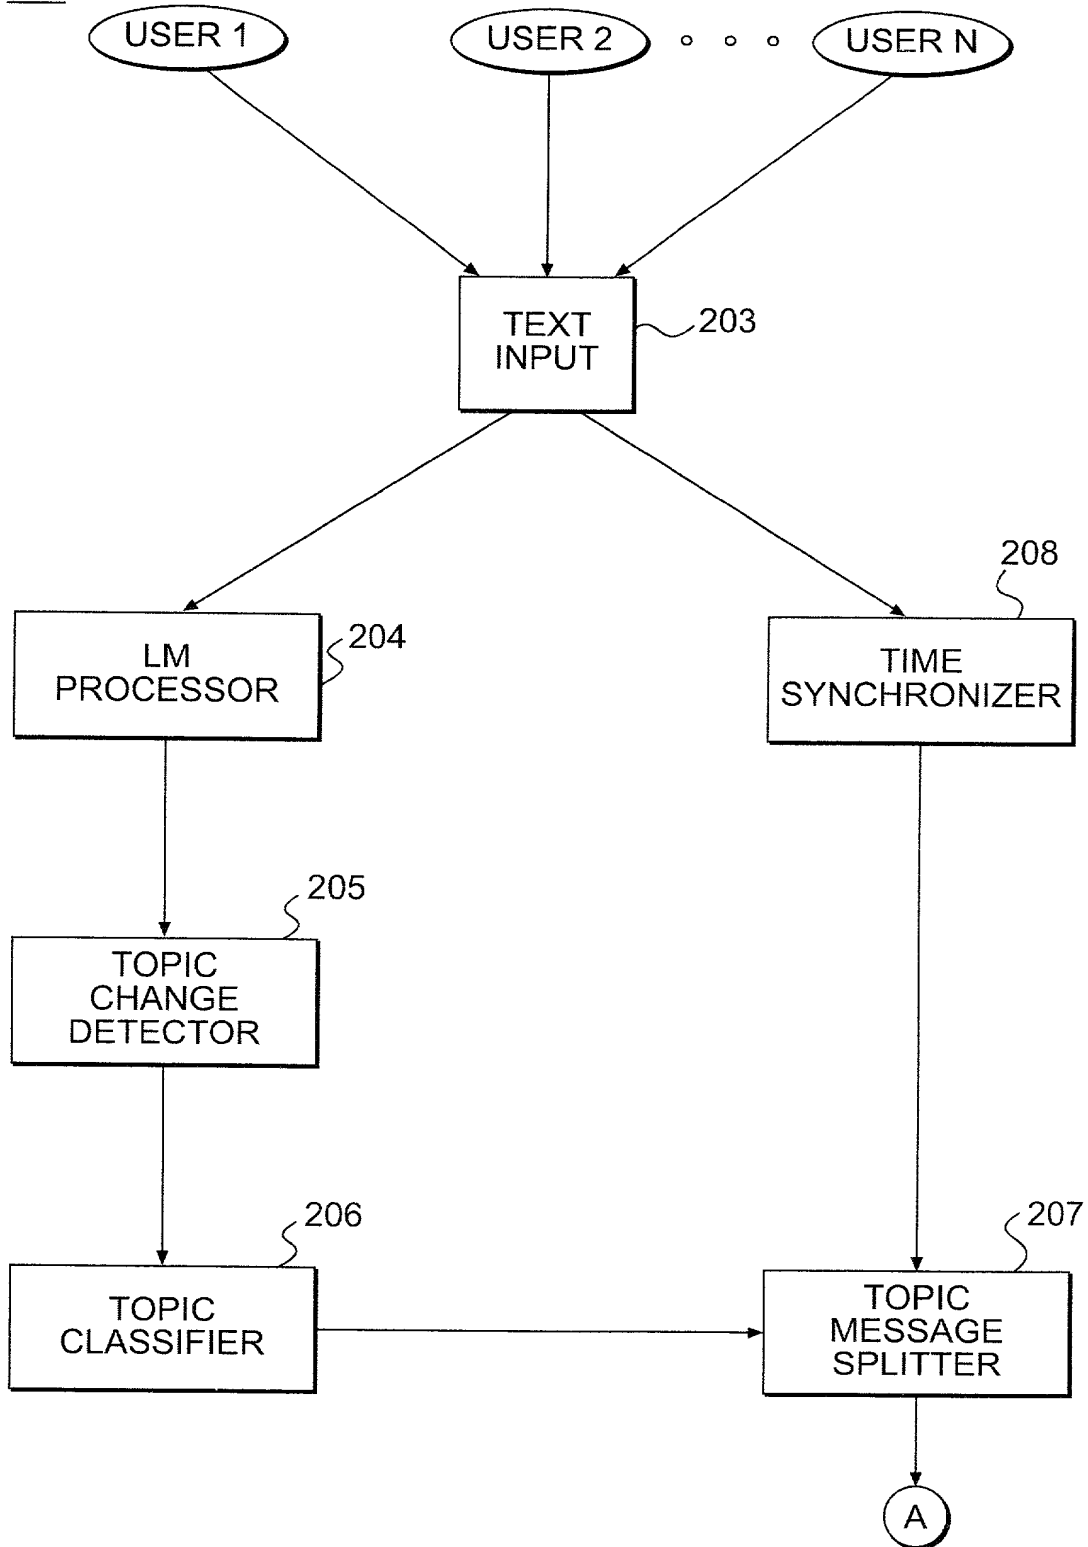 USER 1
USER 2
USER N
TEXT
INPUT
203
208
LM
PROCESSOR
204
TIME
SYNCHRONIZER
205
TOPIC
CHANGE
DETECTOR
206
207
TOPIC
CLASSIFIER
TOPIC
MESSAGE
SPLITTER
A